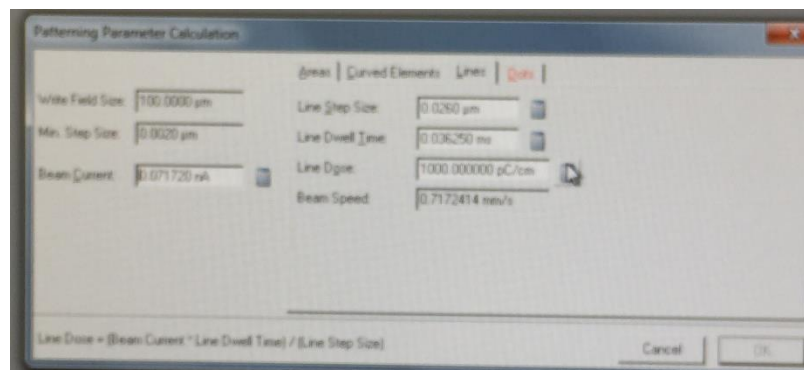 Patterning Parameter Calculation
Areas Curved Elements Lines Dots
Write Field Size: 100.0000 µm
Min. Step Size: 0.0020 µm
Beam Current: 0.071720 nA
Line Step Size: 0.0260 µm
Line Dwell Time: 0.036250 ms
Line Dose: 1000.000000 pC/cm
Beam Speed: 0.7172414 mm/s
Line Dose = (Beam Current * Line Dwell Time) / (Line Step Size)
Cancel OK